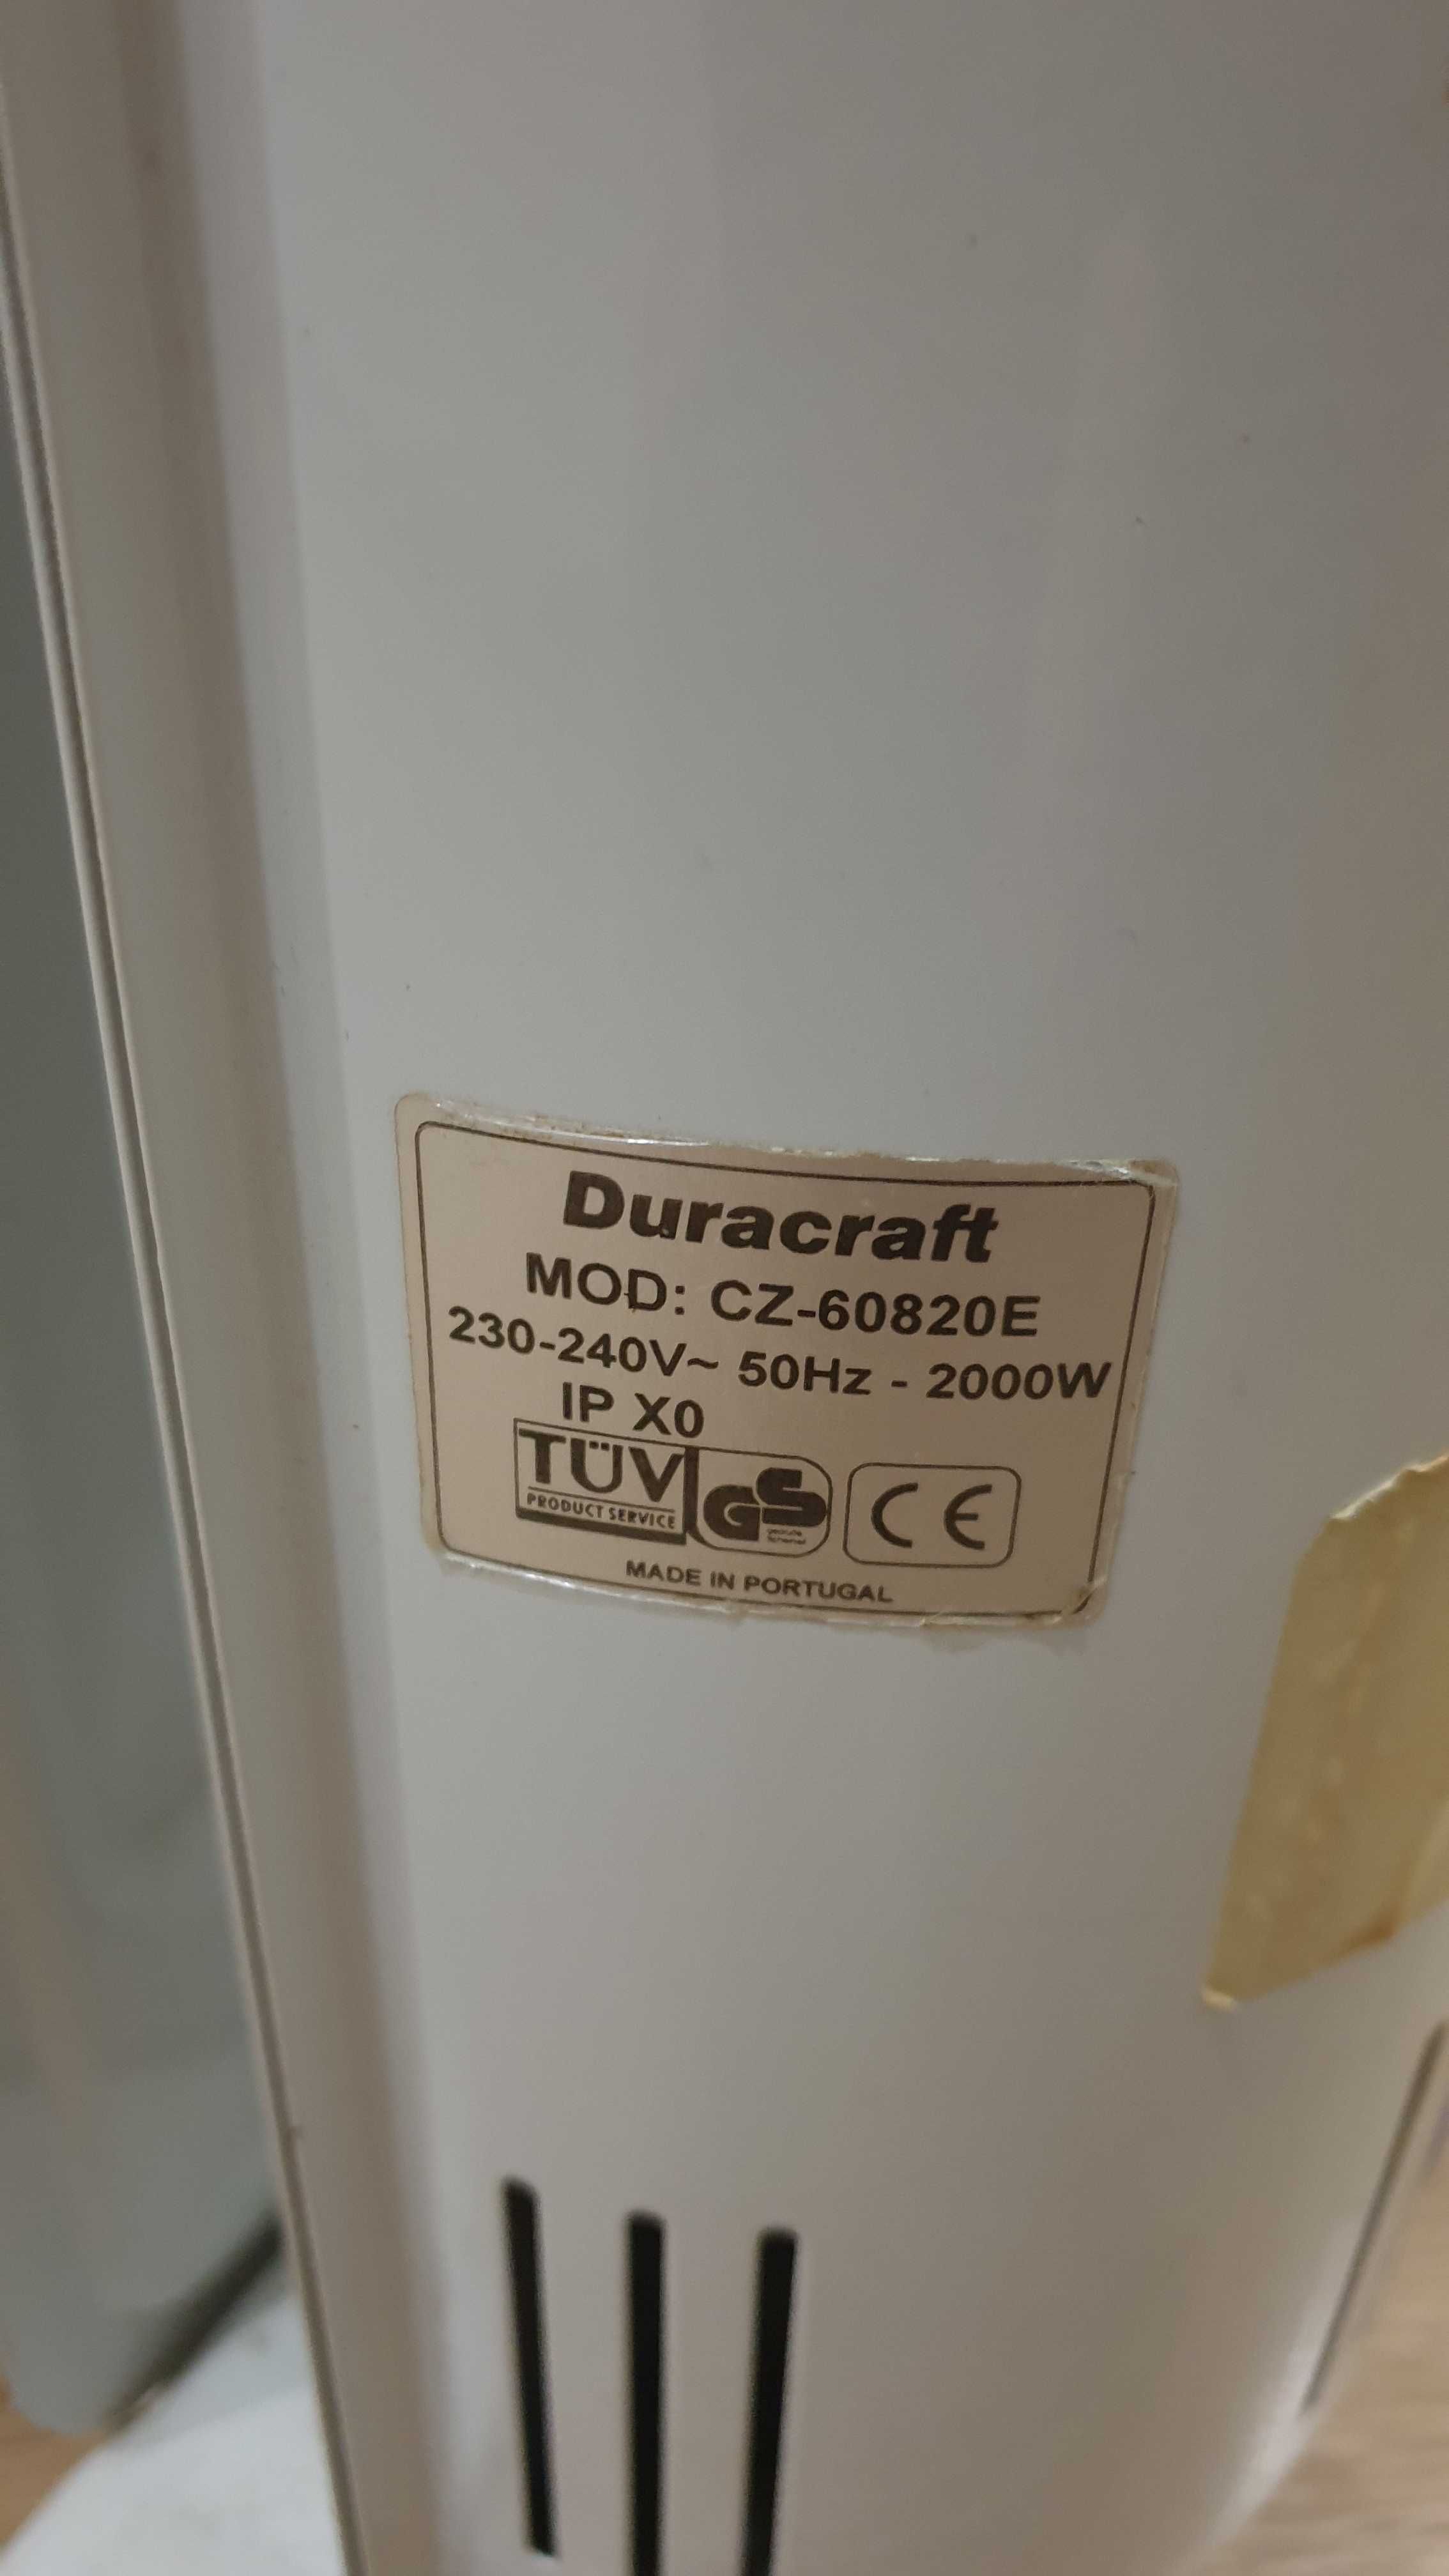 Duracraft
MOD: CZ-60820E
230-240V~ 50Hz - 2000W
IP X0
TÜV
PRODUCT SERVICE
GS
CE
MADE IN PORTUGAL